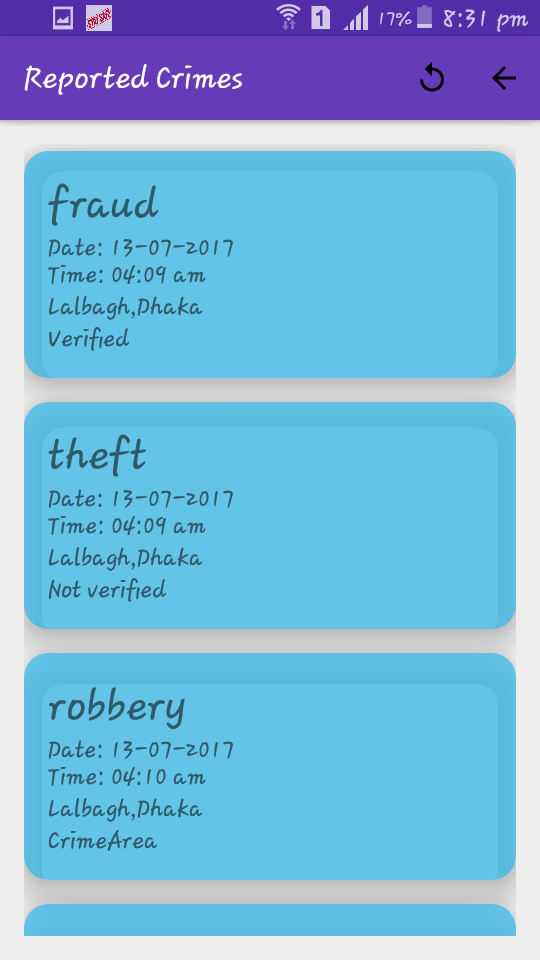 1 17% 8:31 pm
Reported Crimes
fraud
Date: 13-07-2017
Time: 04:09 am
Lalbagh,Dhaka
Verified
theft
Date: 13-07-2017
Time: 04:09 am
Lalbagh,Dhaka
Not verified
robbery
Date: 13-07-2017
Time: 04:10 am
Lalbagh,Dhaka
CrimeArea